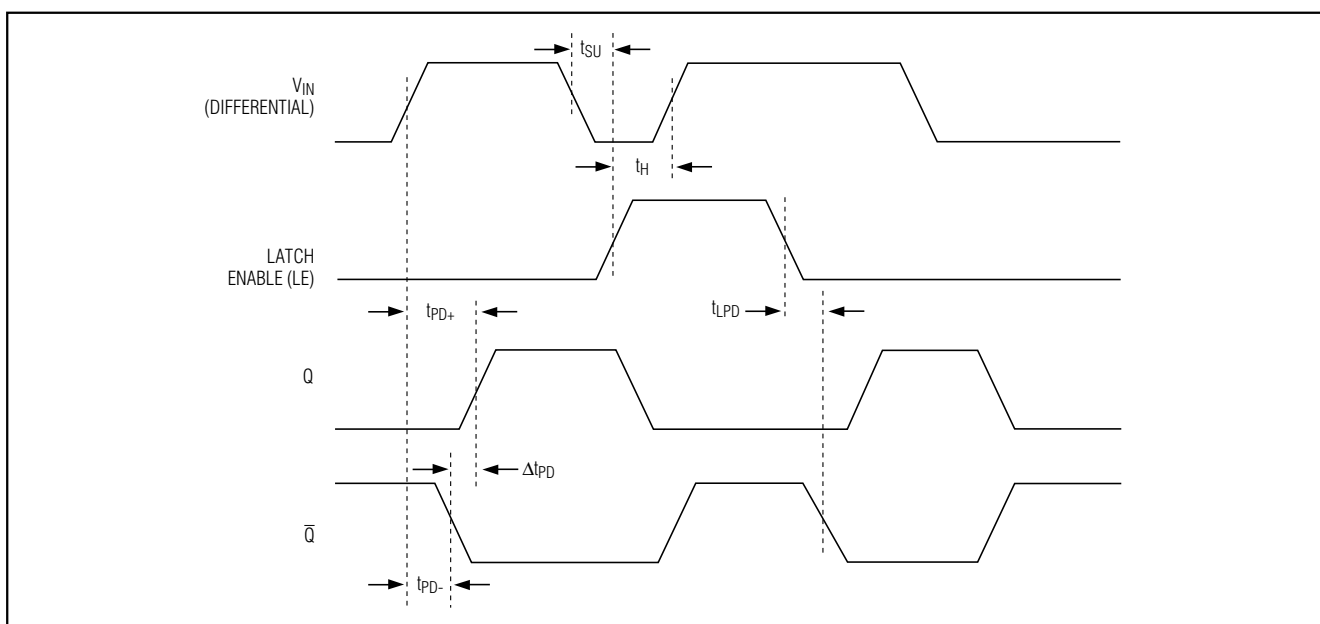 tSU
VIN
(DIFFERENTIAL)
tH
LATCH
ENABLE (LE)
tPD+
tLPD
Q
ΔtPD
Q̅
tPD-